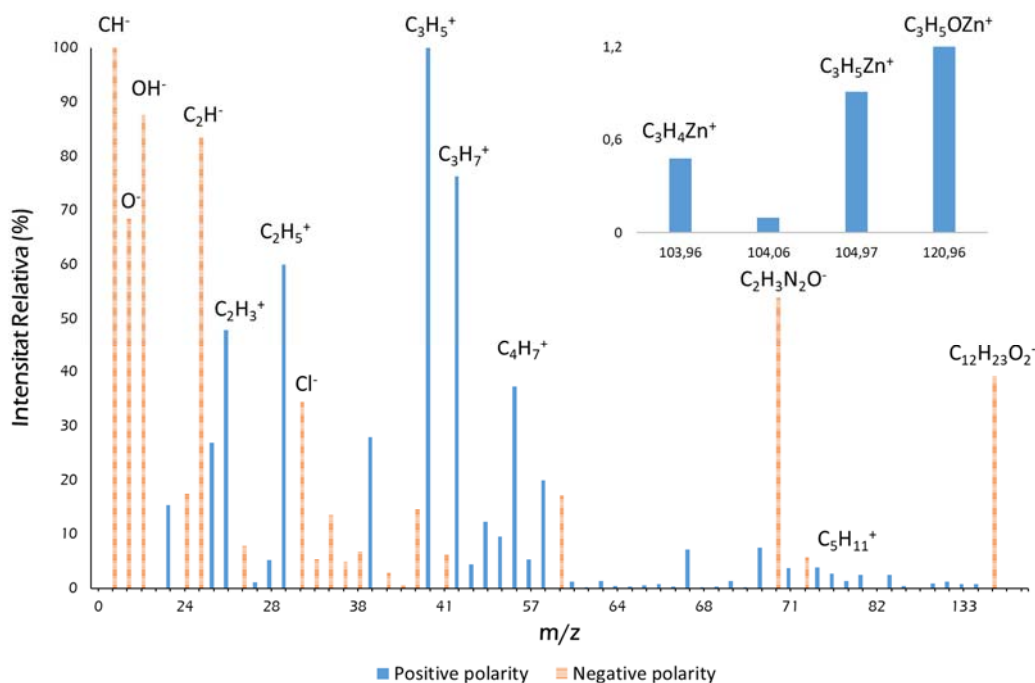 CH⁻
C₃H₅⁺
C₃H₅OZn⁺
100
1,2
90
OH⁻
C₂H⁻
C₃H₅Zn⁺
80
C₃H₄Zn⁺
0,6
C₃H₇⁺
70
O⁻
C₂H₅⁺
0
103,96 104,06 104,97 120,96
60
C₂H₃N₂O⁻
C₂H₃⁺
50
C₄H₇⁺
C₁₂H₂₃O₂⁻
40
Cl⁻
30
20
10
C₅H₁₁⁺
0
Intensitat Relativa (%)
0 24 28 38 41 57 64 68 71 82 133
m/z
Positive polarity Negative polarity